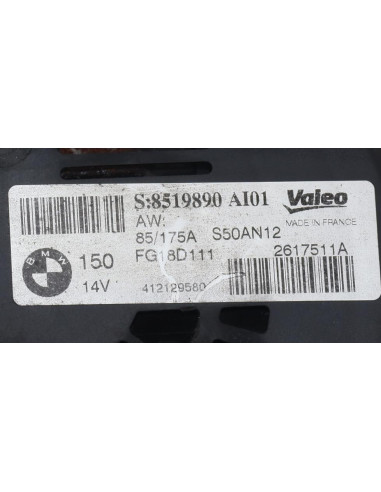 S:8519890 AI01 Valeo
AW: MADE IN FRANCE
85/175A S50AN12
BMW 150 FG18D111 2617511A
14V 412129580